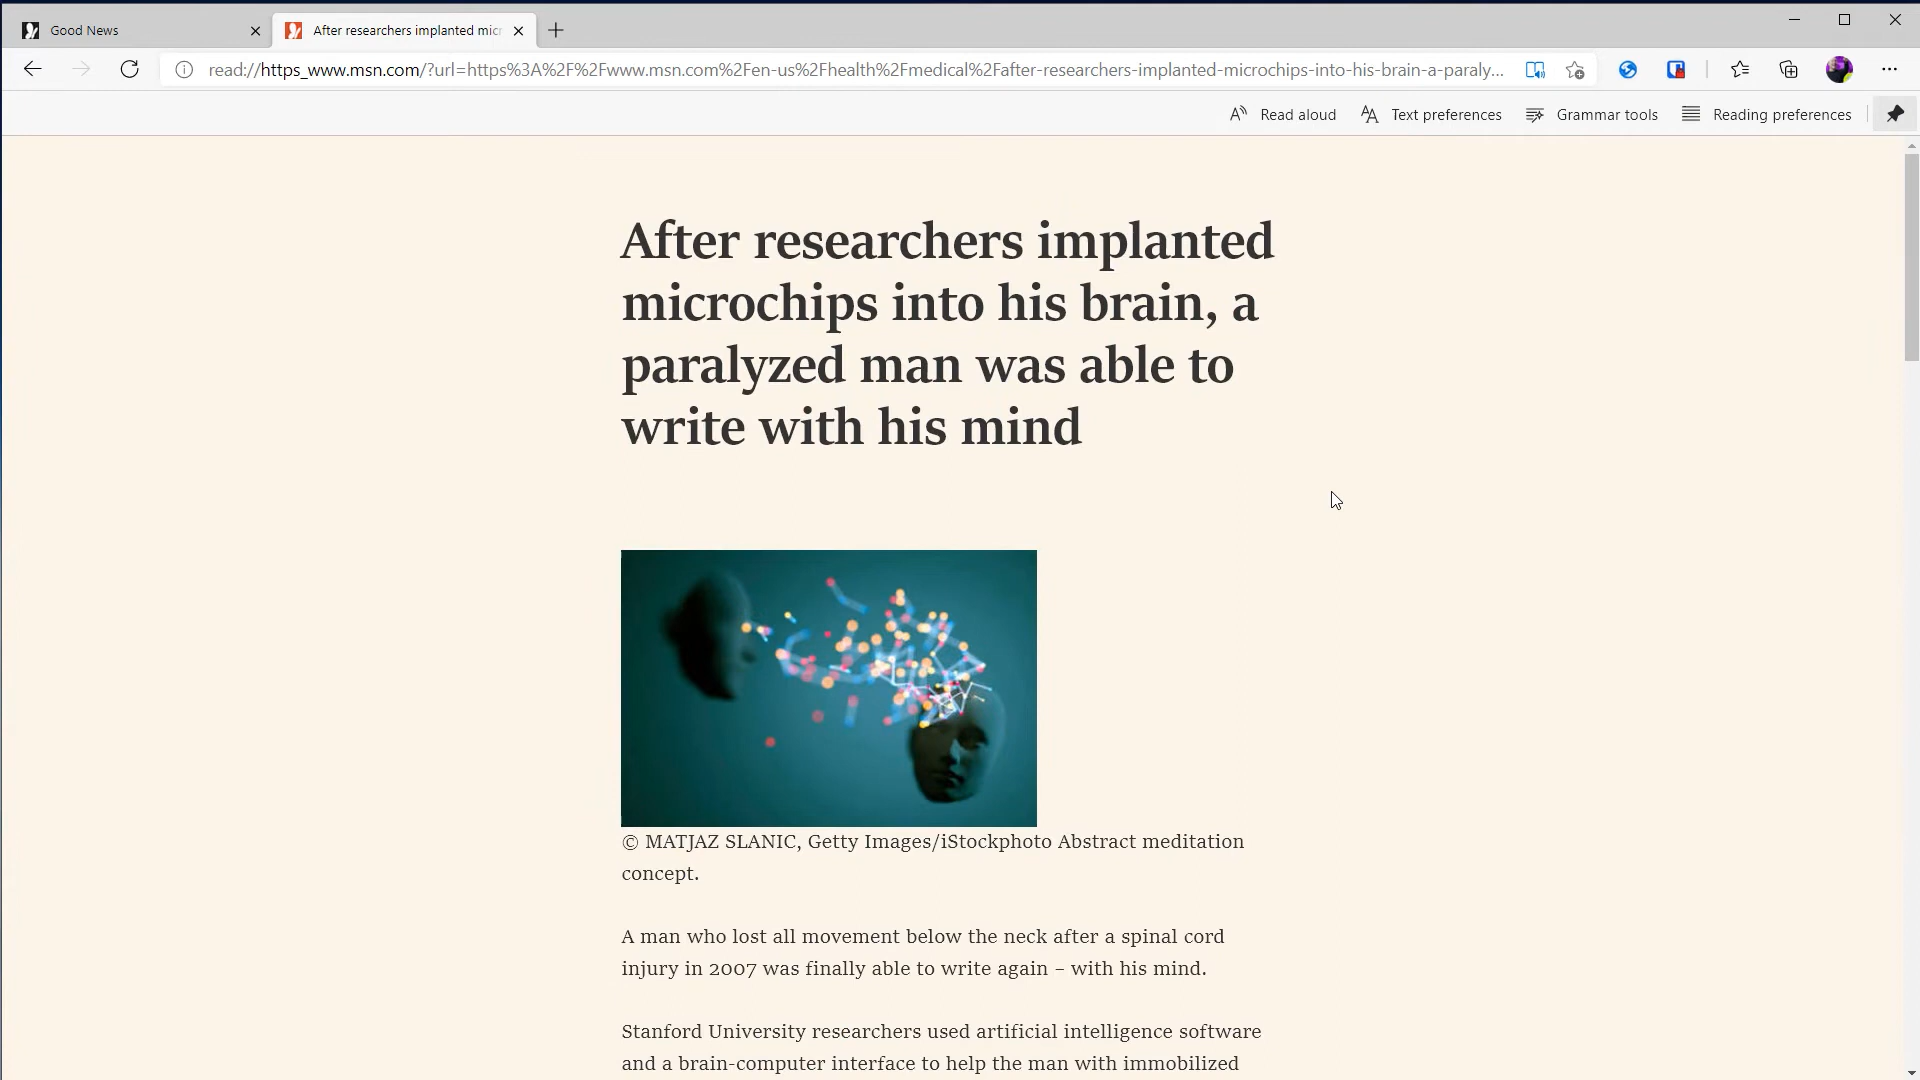 Good News
After researchers implanted micr
read://https_www.msn.com/?url=https%3A%2F%2Fwww.msn.com%2Fen-us%2Fhealth%2Fmedical%2Fafter-researchers-implanted-microchips-into-his-brain-a-paraly...
Read aloud
Text preferences
Grammar tools
Reading preferences
After researchers implanted
microchips into his brain, a
paralyzed man was able to
write with his mind
© MATJAZ SLANIC, Getty Images/iStockphoto Abstract meditation
concept.
A man who lost all movement below the neck after a spinal cord
injury in 2007 was finally able to write again – with his mind.
Stanford University researchers used artificial intelligence software
and a brain-computer interface to help the man with immobilized